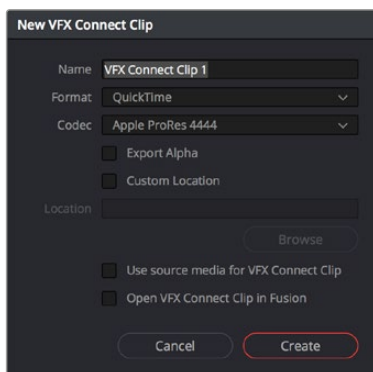 New VFX Connect Clip
Name VFX Connect Clip 1
Format QuickTime
Codec Apple ProRes 4444
Export Alpha
Custom Location
Location
Browse
Use source media for VFX Connect Clip
Open VFX Connect Clip in Fusion
Cancel Create